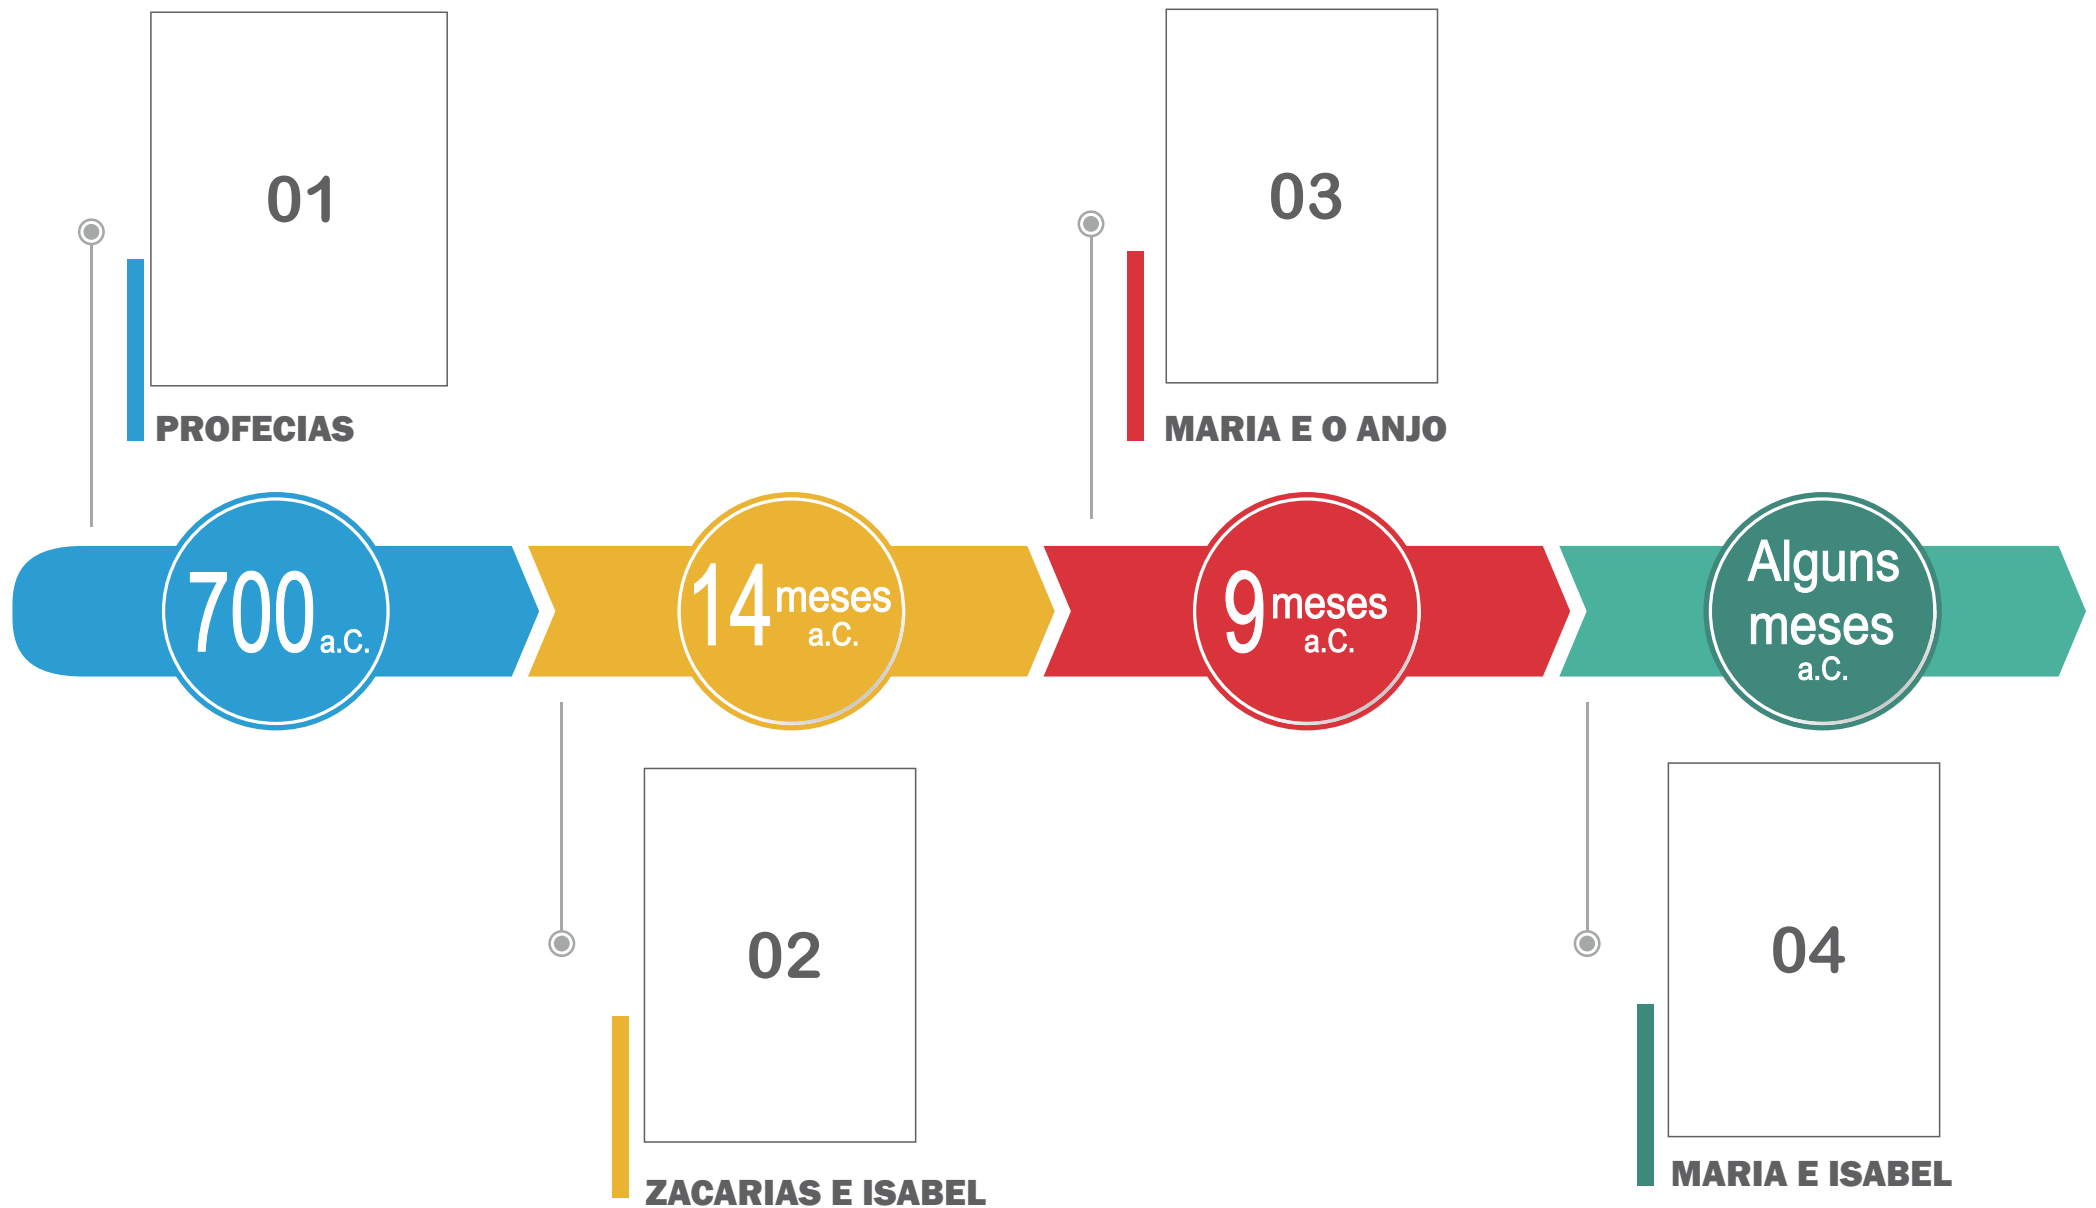 01
PROFECIAS
03
MARIA E O ANJO
700 a.C.
14 meses
a.C.
9 meses
a.C.
Alguns
meses
a.C.
02
ZACARIAS E ISABEL
04
MARIA E ISABEL